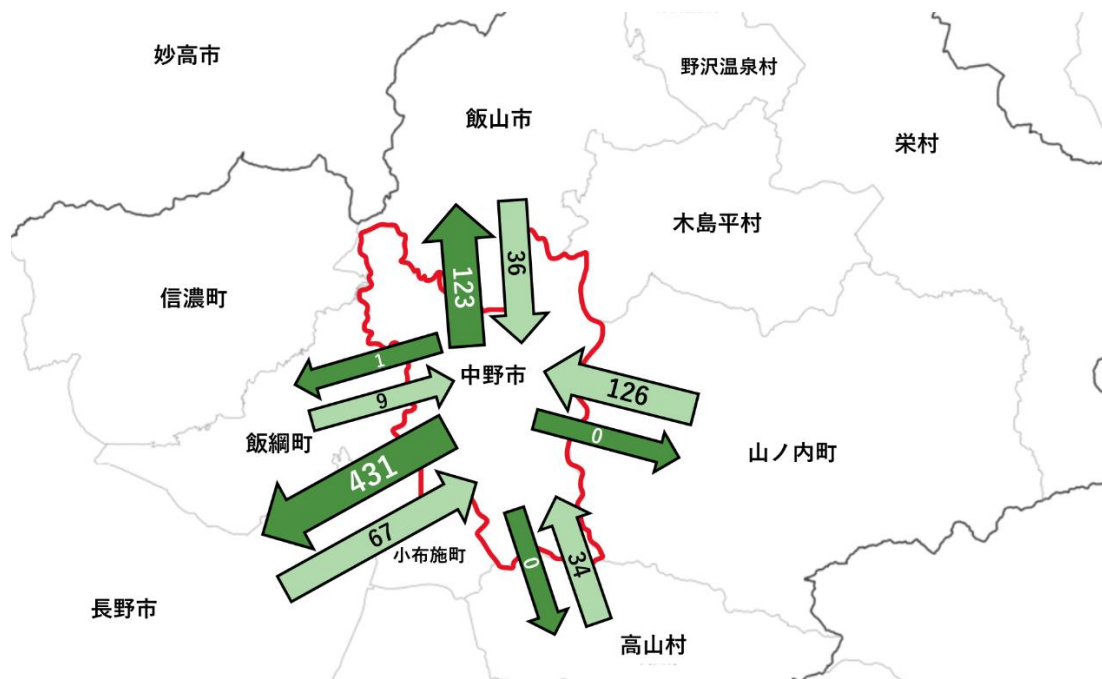 妙高市
野沢温泉村
飯山市
栄村
木島平村
信濃町
36
123
1
中野市
9
126
0
飯綱町
山ノ内町
431
67
小布施町
0
34
長野市
高山村